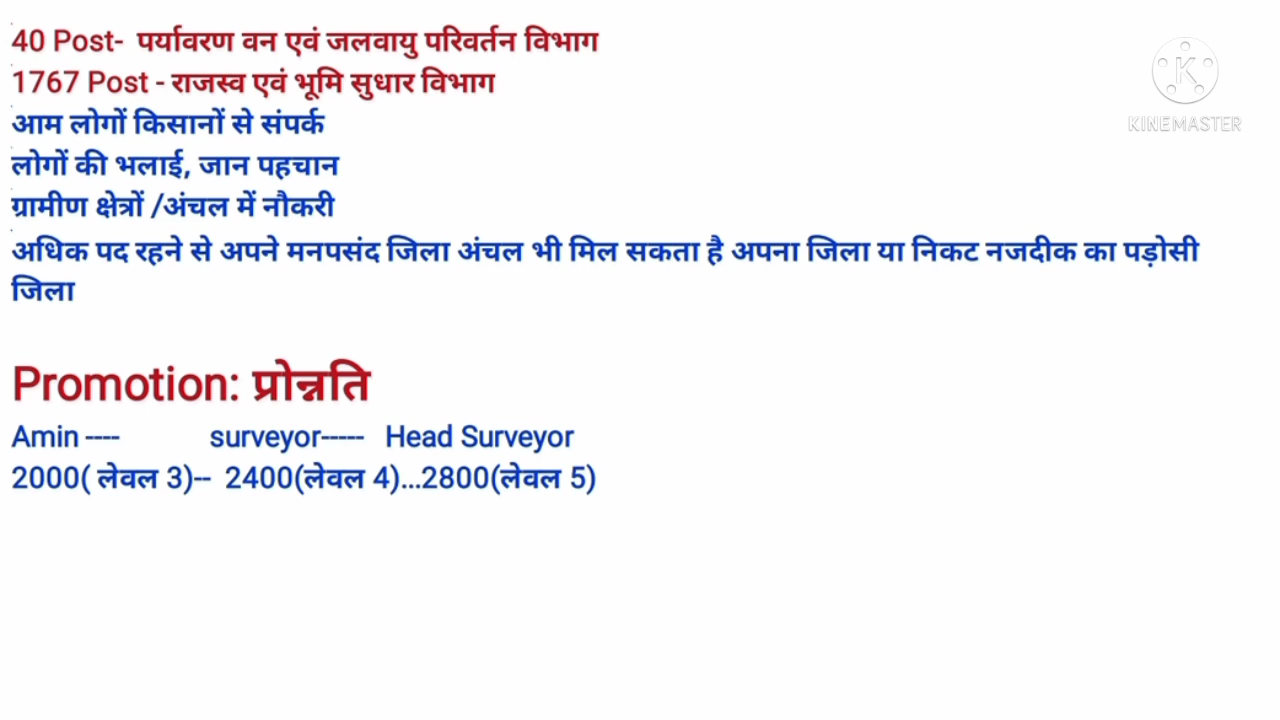 40 Post- पर्यावरण वन एवं जलवायु परिवर्तन विभाग
1767 Post - राजस्व एवं भूमि सुधार विभाग
आम लोगों किसानों से संपर्क
लोगों की भलाई, जान पहचान
ग्रामीण क्षेत्रों /अंचल में नौकरी
अधिक पद रहने से अपने मनपसंद जिला अंचल भी मिल सकता है अपना जिला या निकट नजदीक का पड़ोसी
जिला
Promotion: प्रोन्नति
Amin ---- surveyor----- Head Surveyor
2000( लेवल 3)-- 2400(लेवल 4)...2800(लेवल 5)
K
KINEMASTER